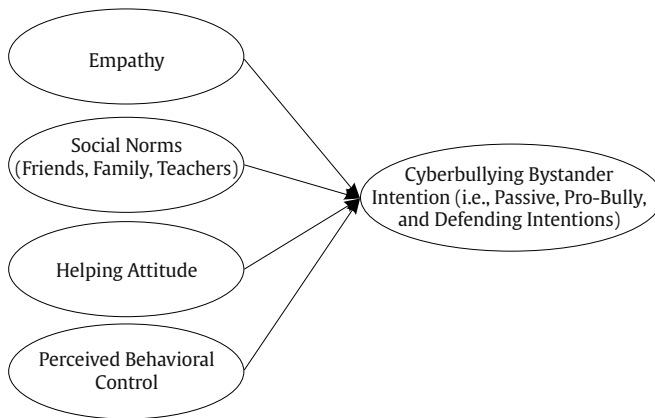 Empathy
Social Norms
(Friends, Family, Teachers)
Helping Attitude
Perceived Behavioral
Control
Cyberbullying Bystander
Intention (i.e., Passive, Pro-Bully,
and Defending Intentions)